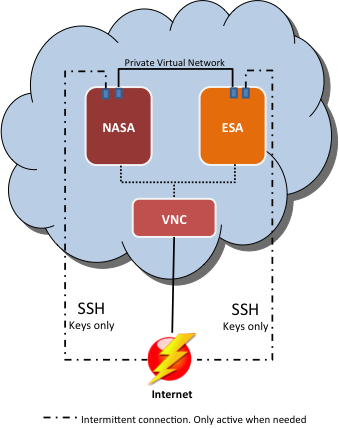 Private Virtual Network
NASA
ESA
VNC
SSH
Keys only
SSH
Keys only
Internet
Intermittent connection. Only active when needed